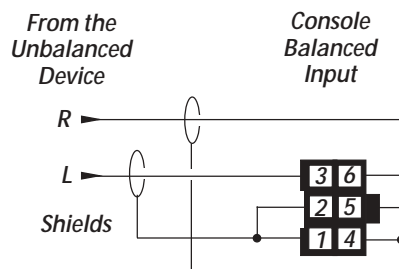 From the
Unbalanced
Device
Console
Balanced
Input
R
L
3 6
2 5
Shields
1 4